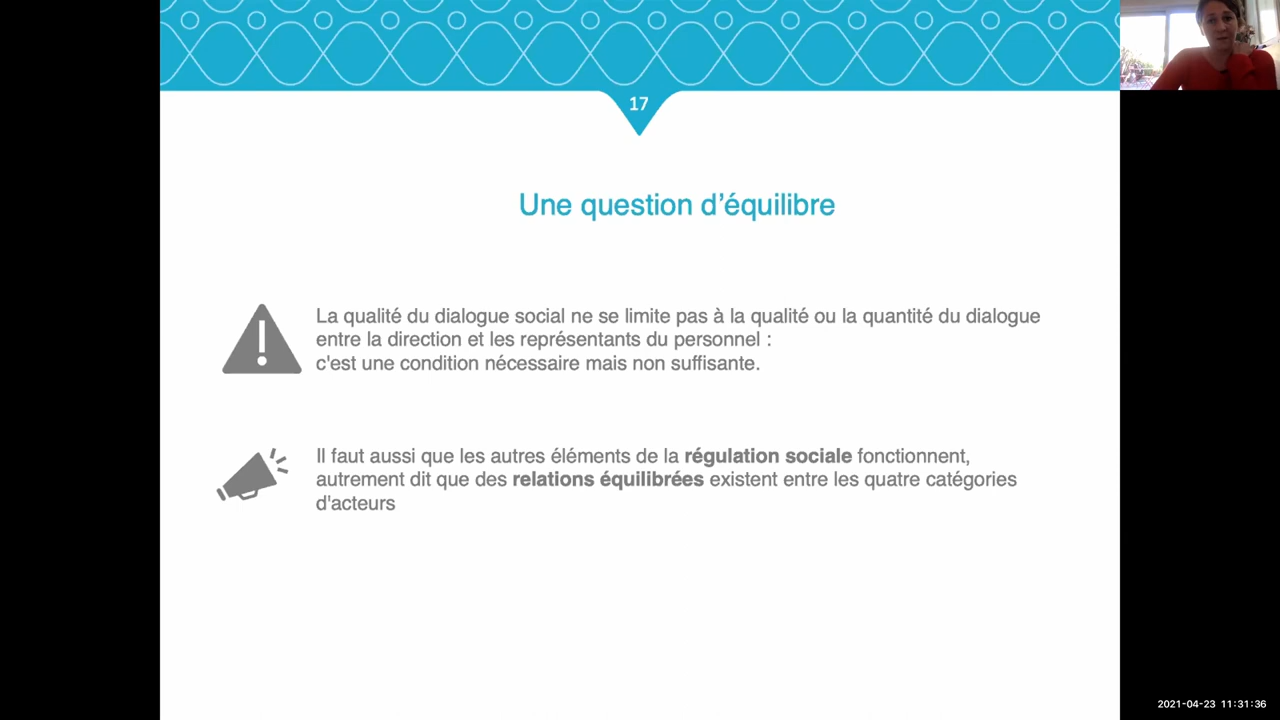 17
Une question d’équilibre
La qualité du dialogue social ne se limite pas à la qualité ou la quantité du dialogue
entre la direction et les représentants du personnel :
c'est une condition nécessaire mais non suffisante.
Il faut aussi que les autres éléments de la régulation sociale fonctionnent,
autrement dit que des relations équilibrées existent entre les quatre catégories
d'acteurs
2021-04-23 11:31:36